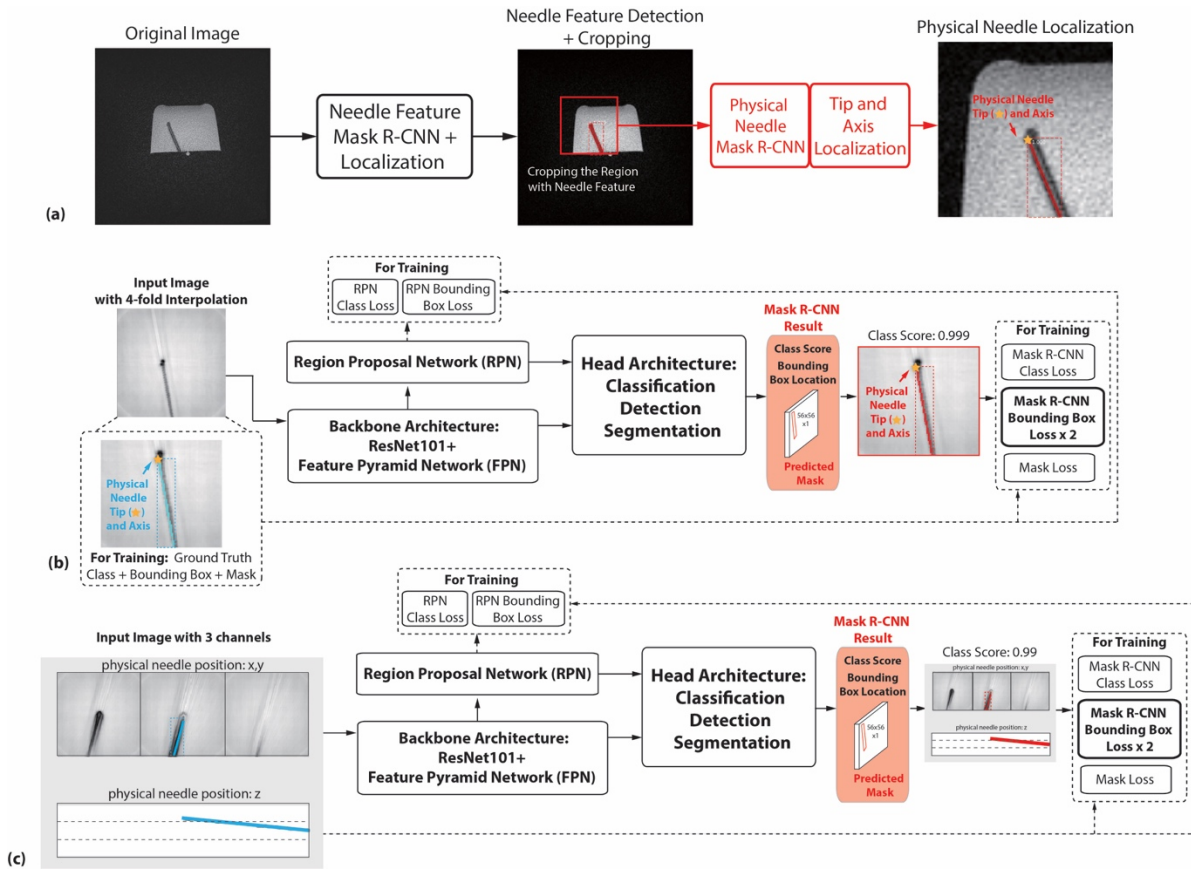 Original Image
Needle Feature
Mask R-CNN +
Localization
Needle Feature Detection
+ Cropping
Cropping the Region
with Needle Feature
Physical
Needle
Mask R-CNN
Tip and
Axis
Localization
Physical Needle Localization
Physical Needle
Tip (★) and Axis
(a)
Input Image
with 4-fold Interpolation
Physical
Needle
Tip (★)
and Axis
For Training: Ground Truth
Class + Bounding Box + Mask
For Training
RPN
Class Loss
RPN Bounding
Box Loss
Region Proposal Network (RPN)
Backbone Architecture:
ResNet101+
Feature Pyramid Network (FPN)
Head Architecture:
Classification
Detection
Segmentation
Mask R-CNN
Result
Class Score
Bounding
Box Location
56x56
x1
Predicted
Mask
Class Score: 0.999
Physical
Needle
Tip (★)
and Axis
For Training
Mask R-CNN
Class Loss
Mask R-CNN
Bounding Box
Loss x 2
Mask Loss
(b)
Input Image with 3 channels
physical needle position: x,y
physical needle position: z
For Training
RPN
Class Loss
RPN Bounding
Box Loss
Region Proposal Network (RPN)
Backbone Architecture:
ResNet101+
Feature Pyramid Network (FPN)
Head Architecture:
Classification
Detection
Segmentation
Mask R-CNN
Result
Class Score
Bounding
Box Location
56x56
x1
Predicted
Mask
Class Score: 0.99
physical needle position: x,y
physical needle position: z
For Training
Mask R-CNN
Class Loss
Mask R-CNN
Bounding Box
Loss x 2
Mask Loss
(c)